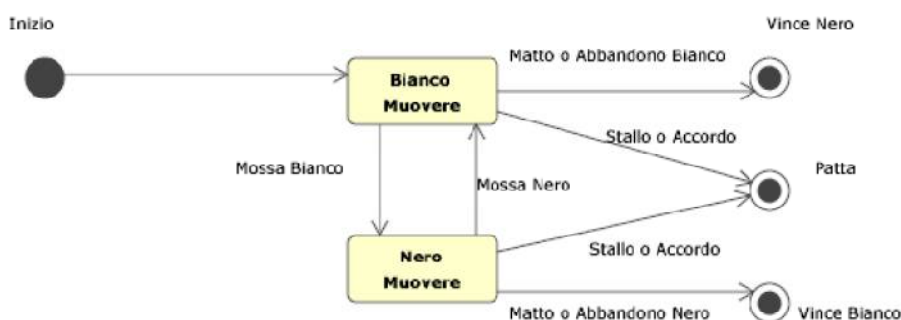 Inizio
Vince Nero
Matto o Abbandono Bianco
Bianco
Muovere
Stallo o Accordo
Mossa Bianco
Mossa Nero
Patta
Nero
Muovere
Stallo o Accordo
Matto o Abbandono Nero
Vince Bianco